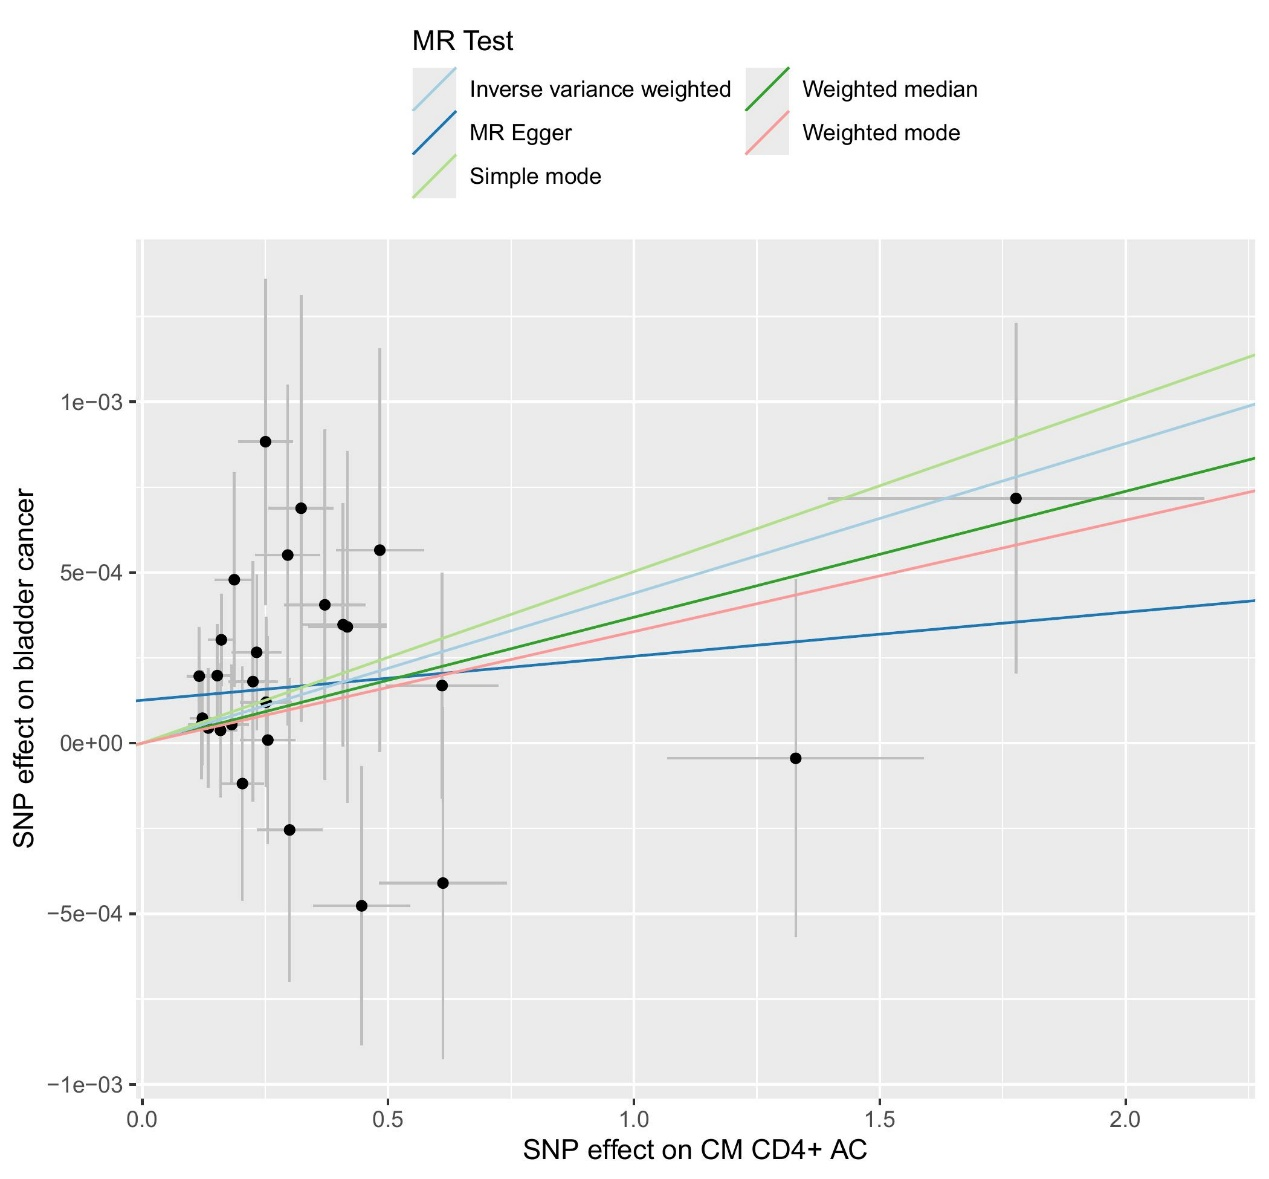 MR Test
Inverse variance weighted
Weighted median
MR Egger
Weighted mode
Simple mode
1e−03
5e−04
0e+00
−5e−04
−1e−03
SNP effect on bladder cancer
0.0
0.5
1.0
1.5
2.0
SNP effect on CM CD4+ AC